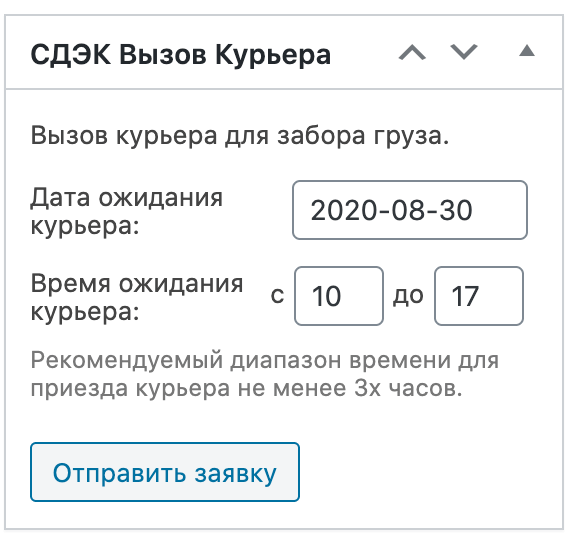 СДЭК Вызов Курьера
Вызов курьера для забора груза.
Дата ожидания
курьера:
2020-08-30
Время ожидания
курьера:
с 10 до 17
Рекомендуемый диапазон времени для
приезда курьера не менее 3х часов.
Отправить заявку